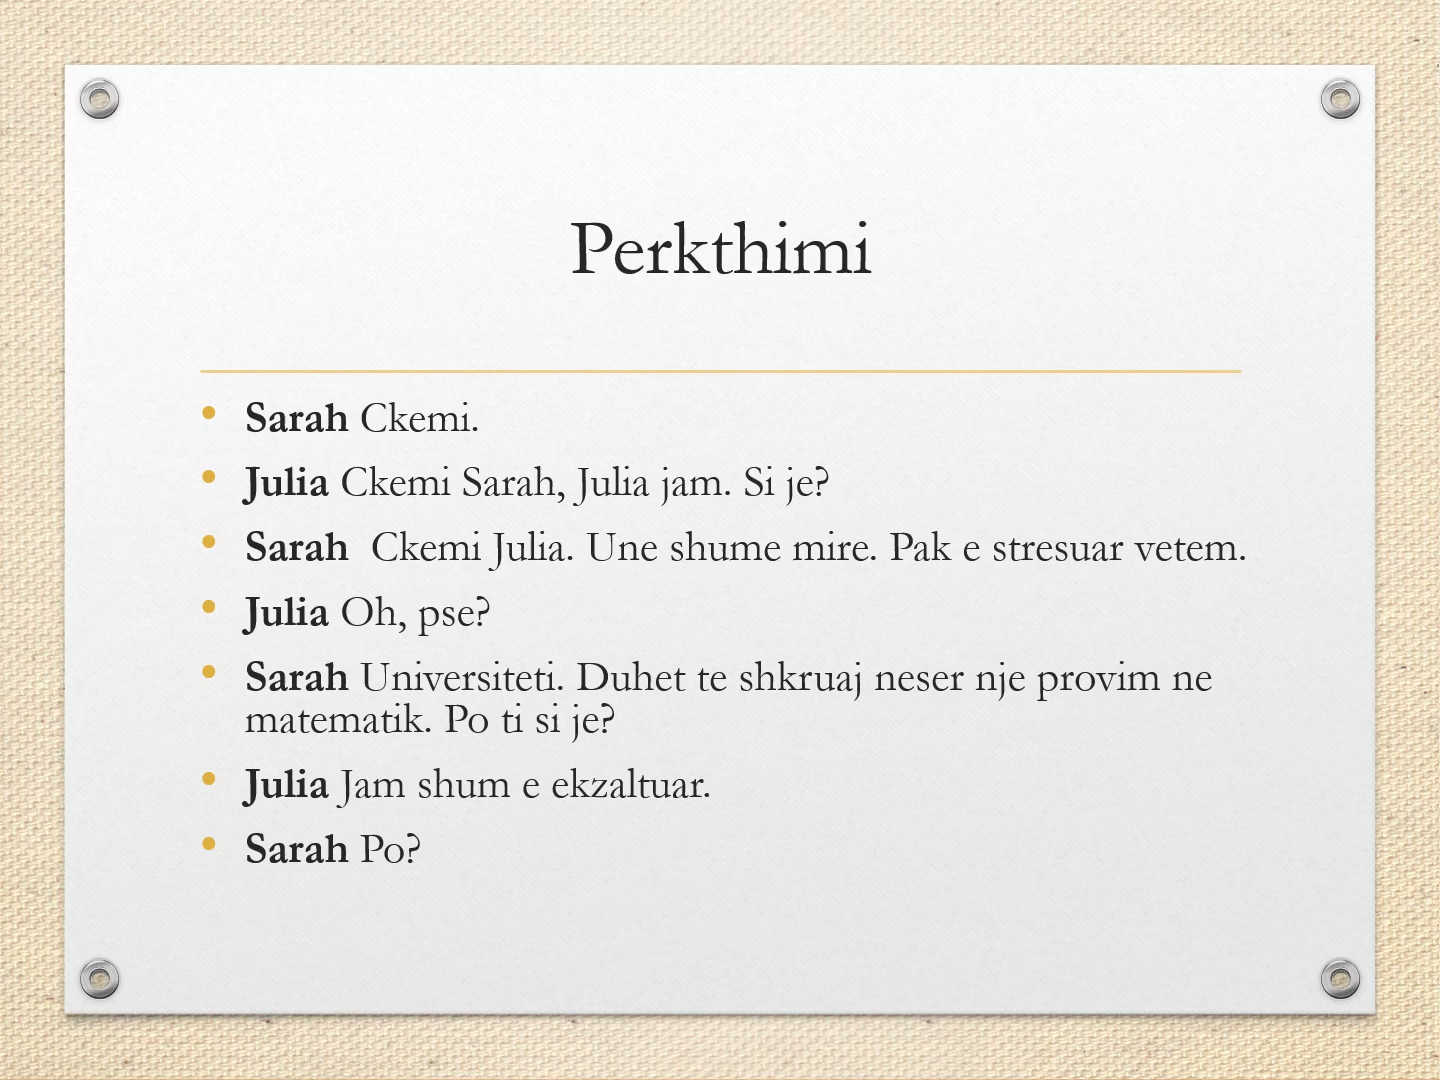 Perkthimi
• Sarah Ckemi.
• Julia Ckemi Sarah, Julia jam. Si je?
• Sarah  Ckemi Julia. Une shume mire. Pak e stresuar vetem.
• Julia Oh, pse?
• Sarah Universiteti. Duhet te shkruaj neser nje provim ne
matematik. Po ti si je?
• Julia Jam shum e ekzaltuar.
• Sarah Po?